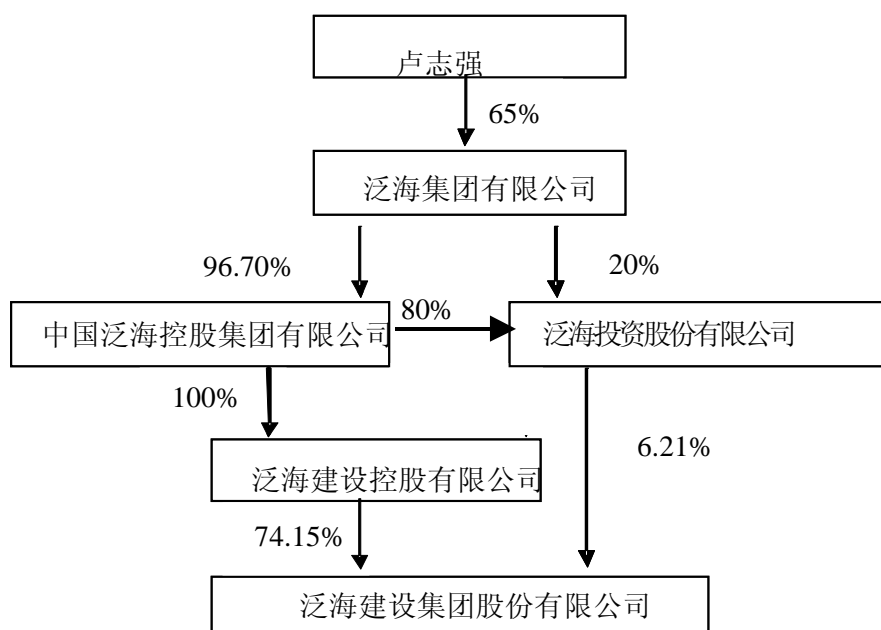 卢志强
65%
泛海集团有限公司
96.70%
20%
中国泛海控股集团有限公司
80%
泛海投资股份有限公司
100%
泛海建设控股有限公司
6.21%
74.15%
泛海建设集团股份有限公司